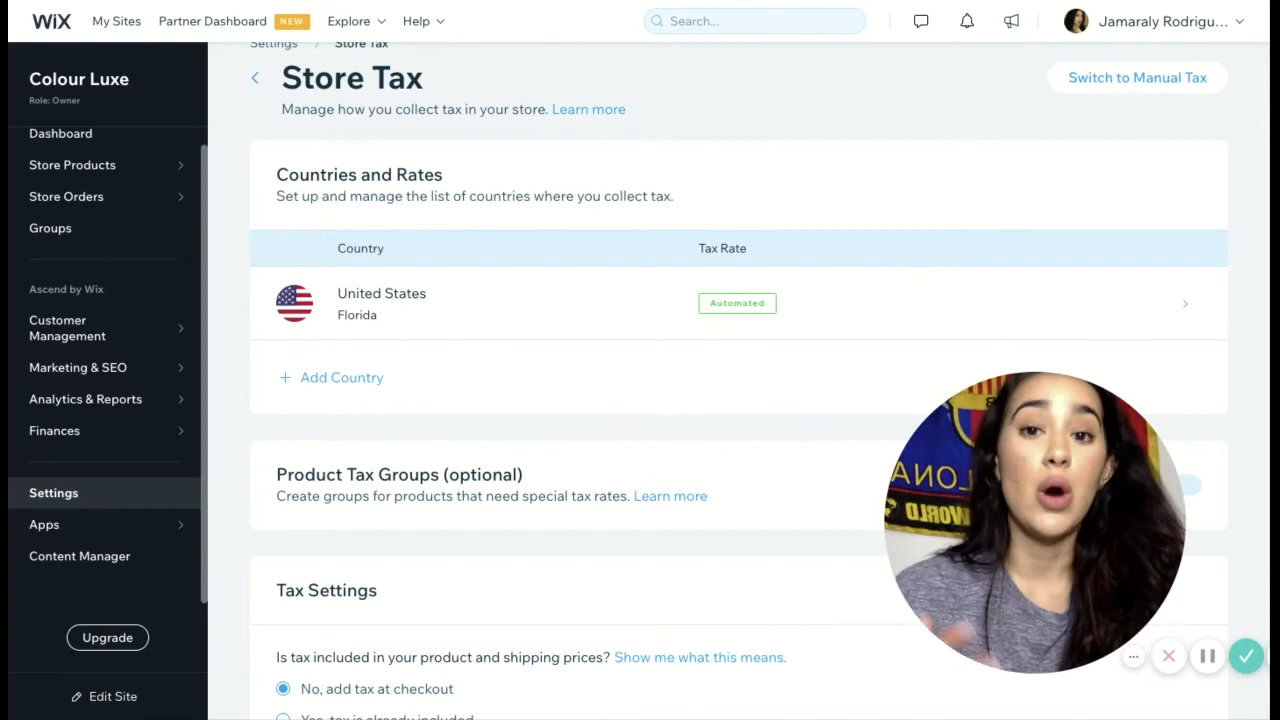 WiX
My Sites
Partner Dashboard
NEW
Explore
Help
Search...
Jamaraly Rodrigu...
Colour Luxe
Role: Owner
Dashboard
Store Products
Store Orders
Groups
Ascend by Wix
Customer
Management
Marketing & SEO
Analytics & Reports
Finances
Settings
Apps
Content Manager
Upgrade
Edit Site
Settings / Store Tax
Store Tax
Switch to Manual Tax
Manage how you collect tax in your store. Learn more
Countries and Rates
Set up and manage the list of countries where you collect tax.
Country
Tax Rate
United States
Florida
Automated
+ Add Country
Product Tax Groups (optional)
Create groups for products that need special tax rates. Learn more
Tax Settings
Is tax included in your product and shipping prices? Show me what this means.
No, add tax at checkout
Yes, tax is already included
WORLD